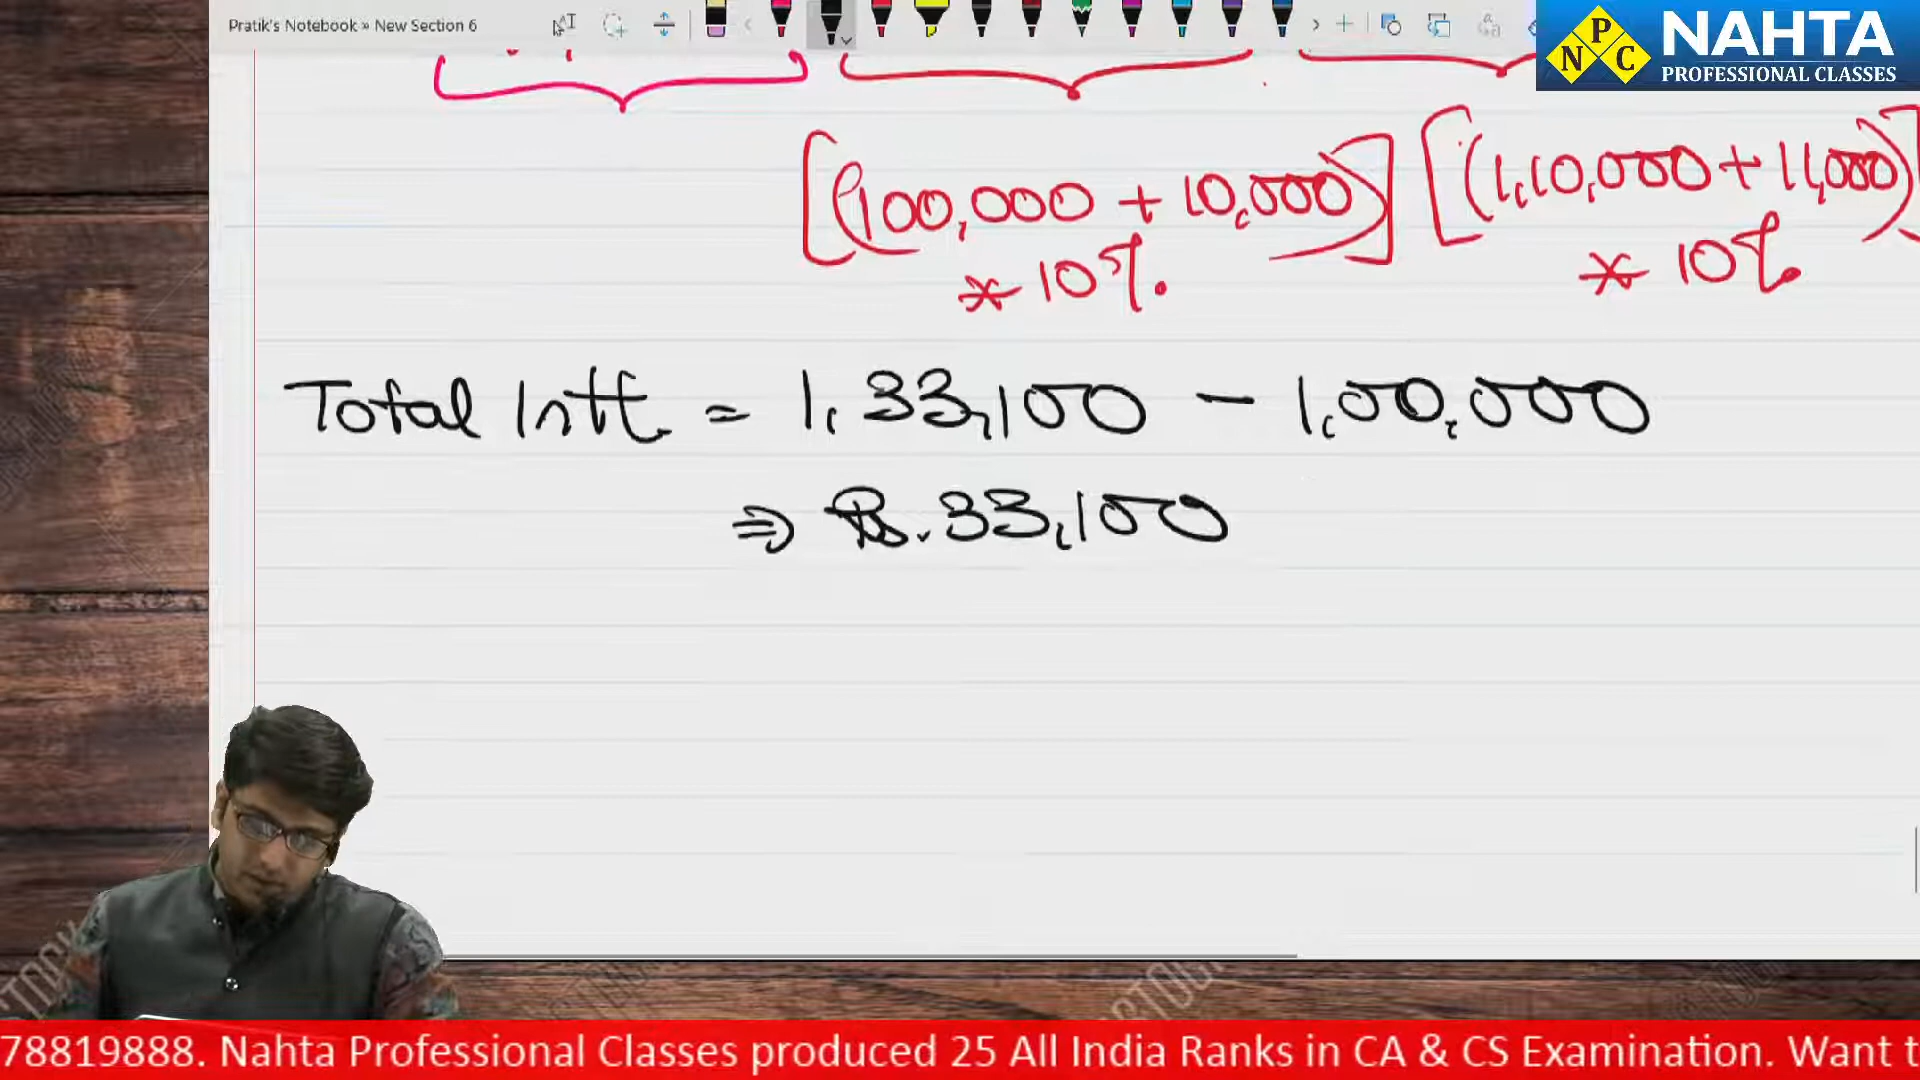 Pratik's Notebook » New Section 6
NPC
NAHTA
PROFESSIONAL CLASSES
[(100,000 + 10,000)] [(1,10,000 + 11,000)]
* 10% * 10%
Total Intt = 1,33,100 - 1,00,000
⇒ Rs. 33,100
78819888. Nahta Professional Classes produced 25 All India Ranks in CA & CS Examination. Want t